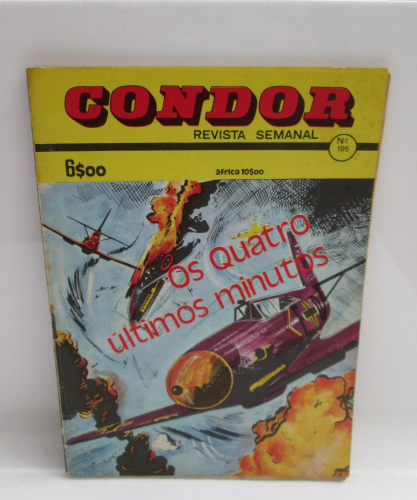 CONDOR
REVISTA SEMANAL
Nº
195
6$00
áfrica 10$00
Os Quatro
últimos minutos